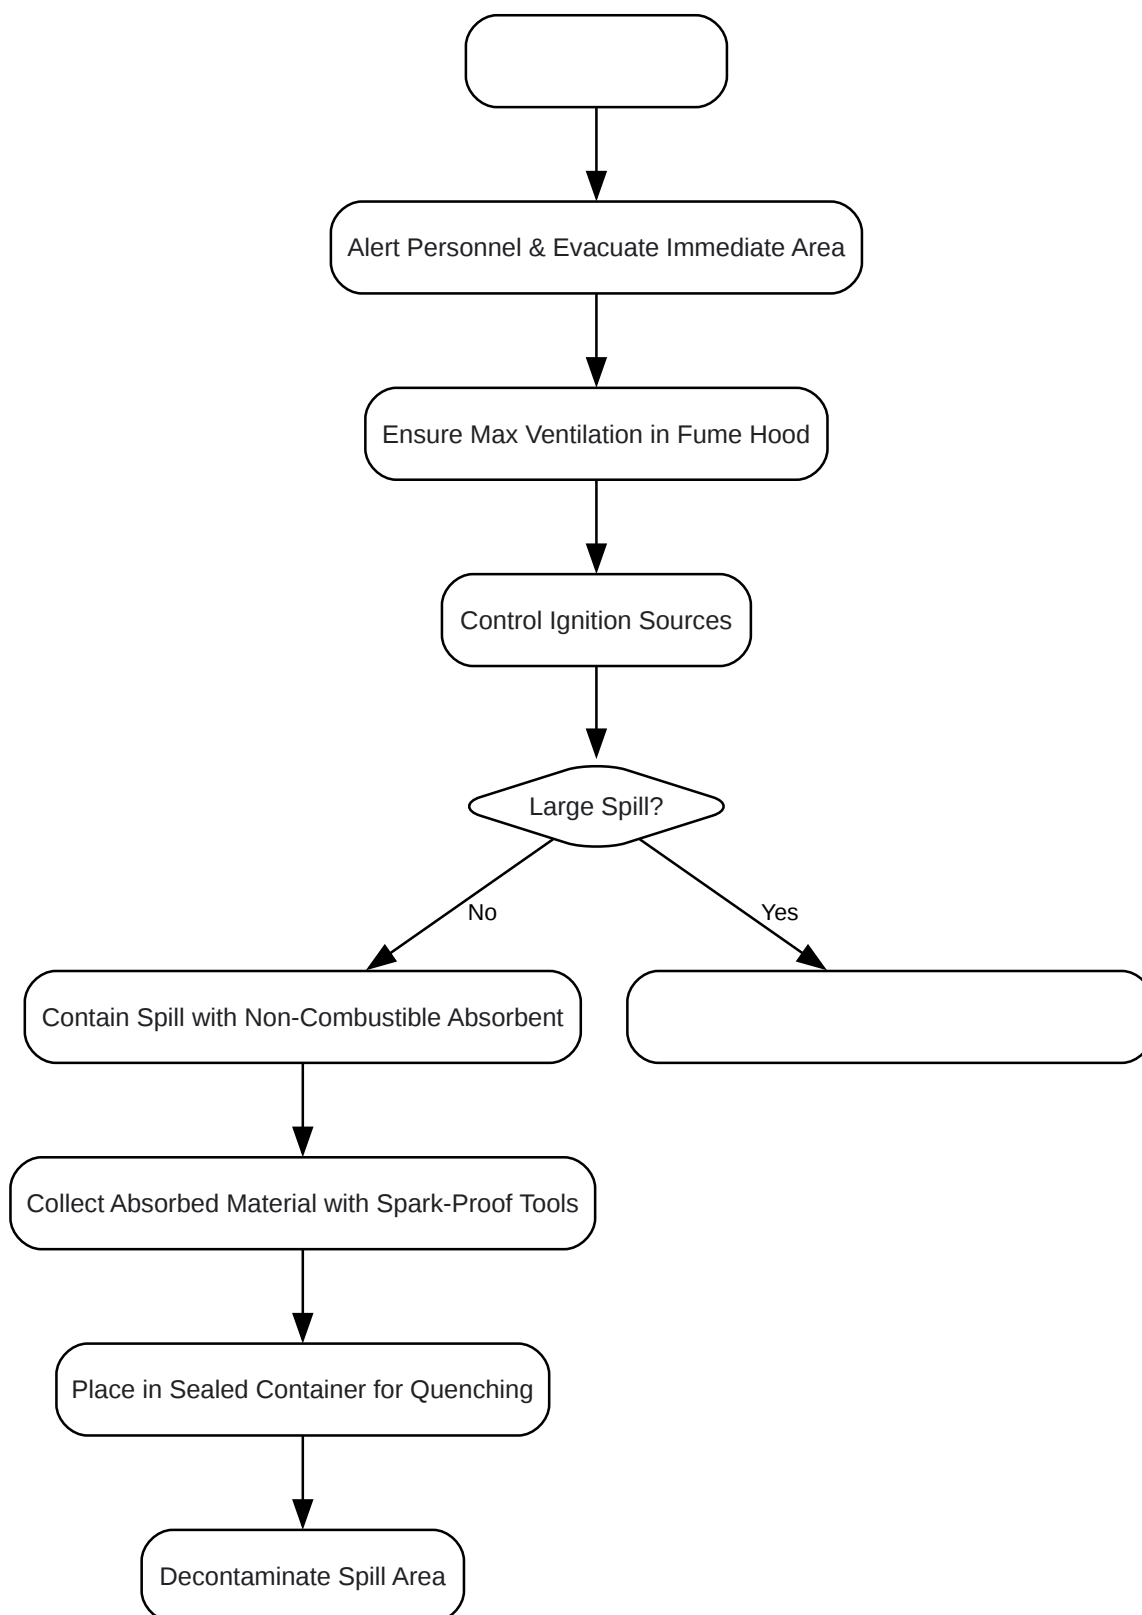 Alert Personnel & Evacuate Immediate Area
Ensure Max Ventilation in Fume Hood
Control Ignition Sources
Large Spill?
No
Yes
Contain Spill with Non-Combustible Absorbent
Collect Absorbed Material with Spark-Proof Tools
Place in Sealed Container for Quenching
Decontaminate Spill Area